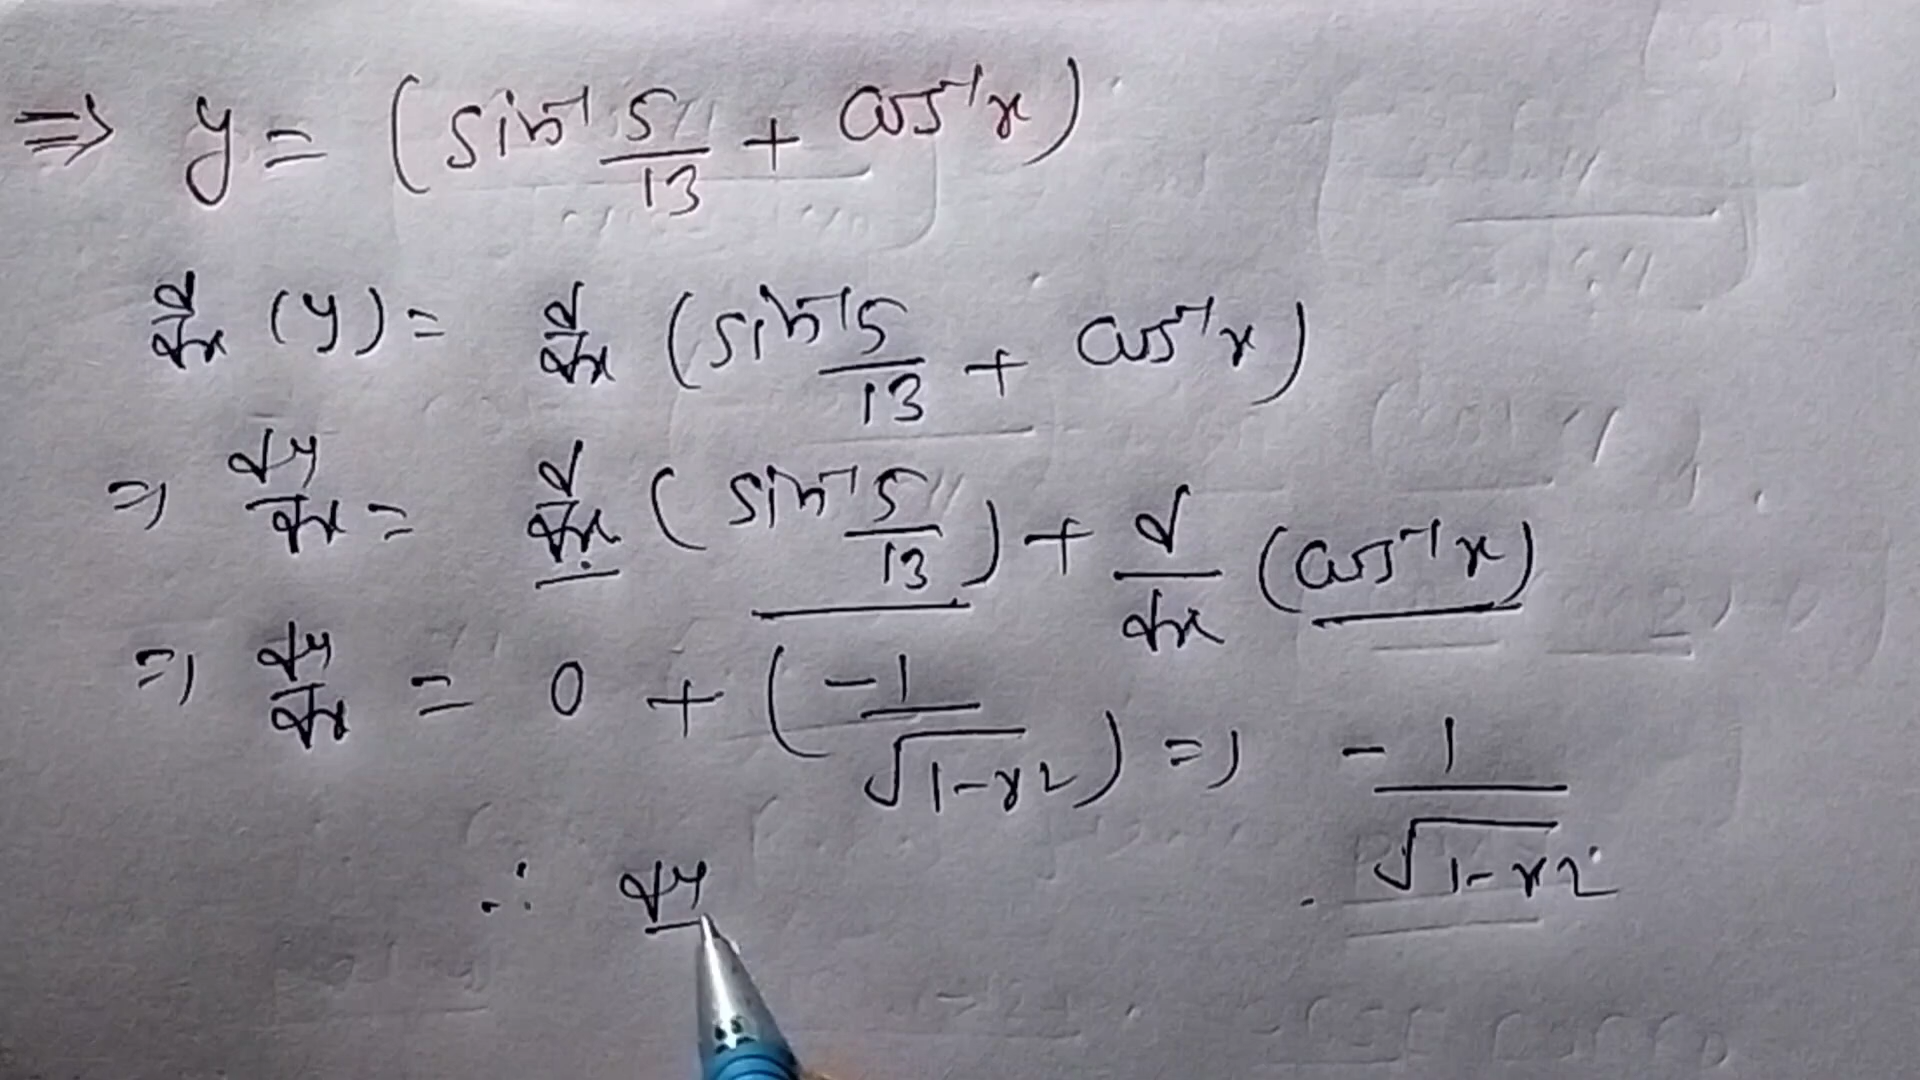 ⇒ y = (sin⁻¹ 5/13 + cos⁻¹x)
d/dx (y) = d/dx (sin⁻¹ 5/13 + cos⁻¹x)
⇒ dy/dx = d/dx (sin⁻¹ 5/13) + d/dx (cos⁻¹x)
⇒ dy/dx = 0 + (-1/√(1-x²)) ⇒ -1/√(1-x²)
∴ dy